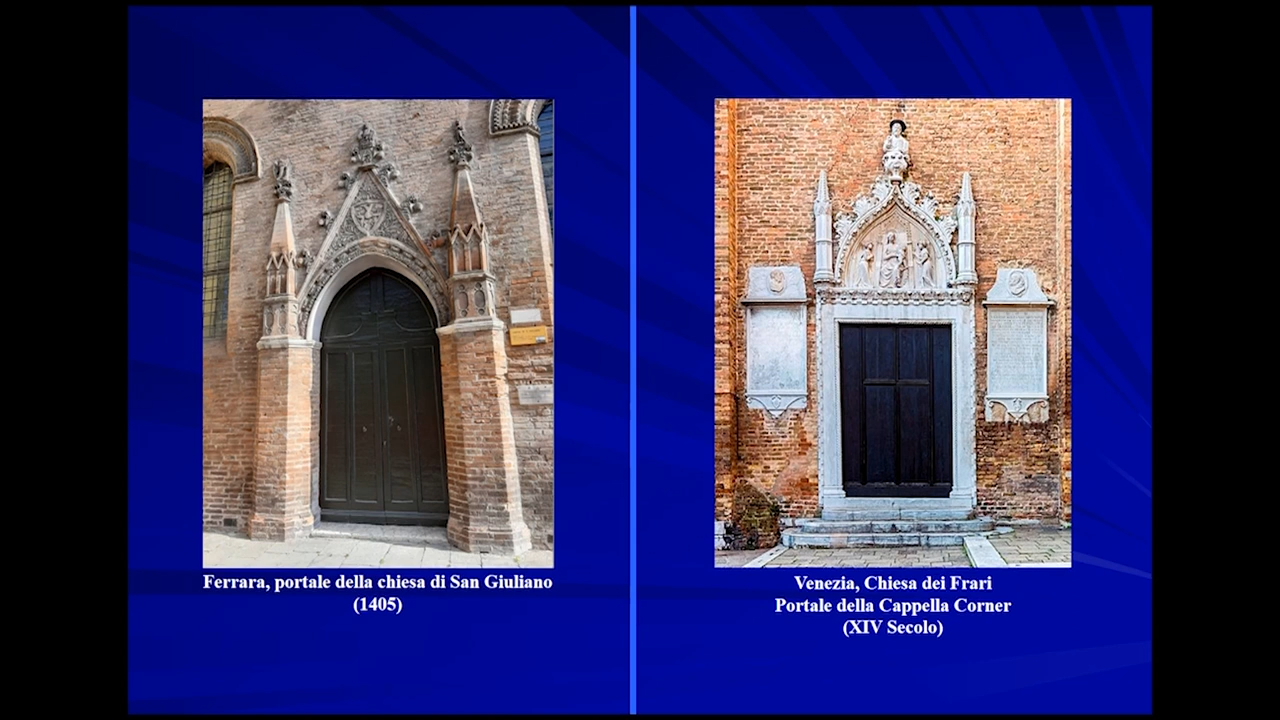 Ferrara, portale della chiesa di San Giuliano
(1405)
Venezia, Chiesa dei Frari
Portale della Cappella Corner
(XIV Secolo)